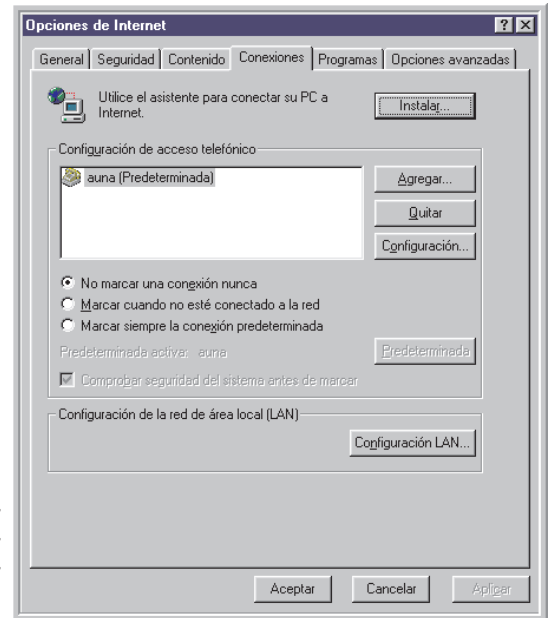 Opciones de Internet
General Seguridad Contenido Conexiones Programas Opciones avanzadas
Utilice el asistente para conectar su PC a
Internet.
Instalar...
Configuración de acceso telefónico
auna (Predeterminada)
Agregar...
Quitar
Configuración...
No marcar una conexión nunca
Marcar cuando no esté conectado a la red
Marcar siempre la conexión predeterminada
Predeterminada activa: auna
Predeterminada
Comprobar seguridad del sistema antes de marcar
Configuración de la red de área local (LAN)
Configuración LAN...
Aceptar Cancelar Aplicar